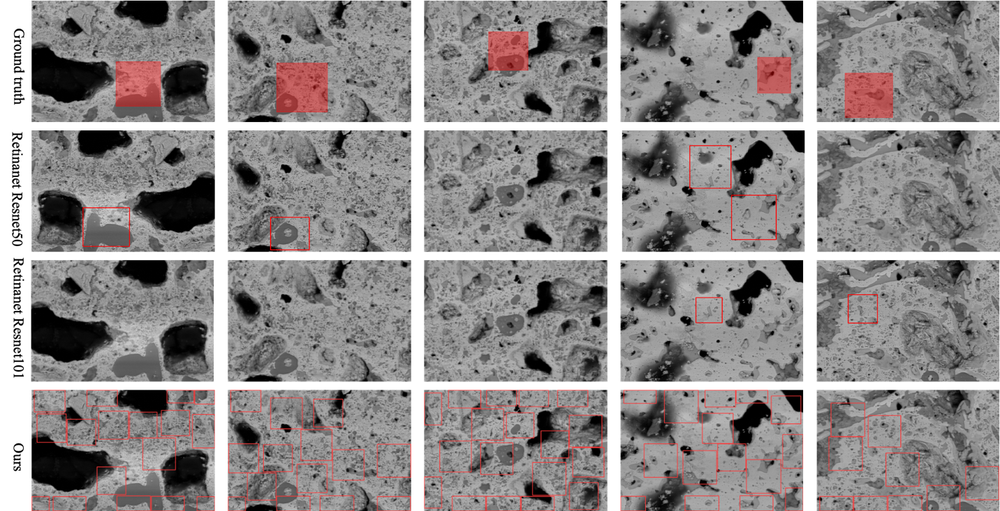 Ground truth
Retinanet Resnet50
Retinanet Resnet101
Ours